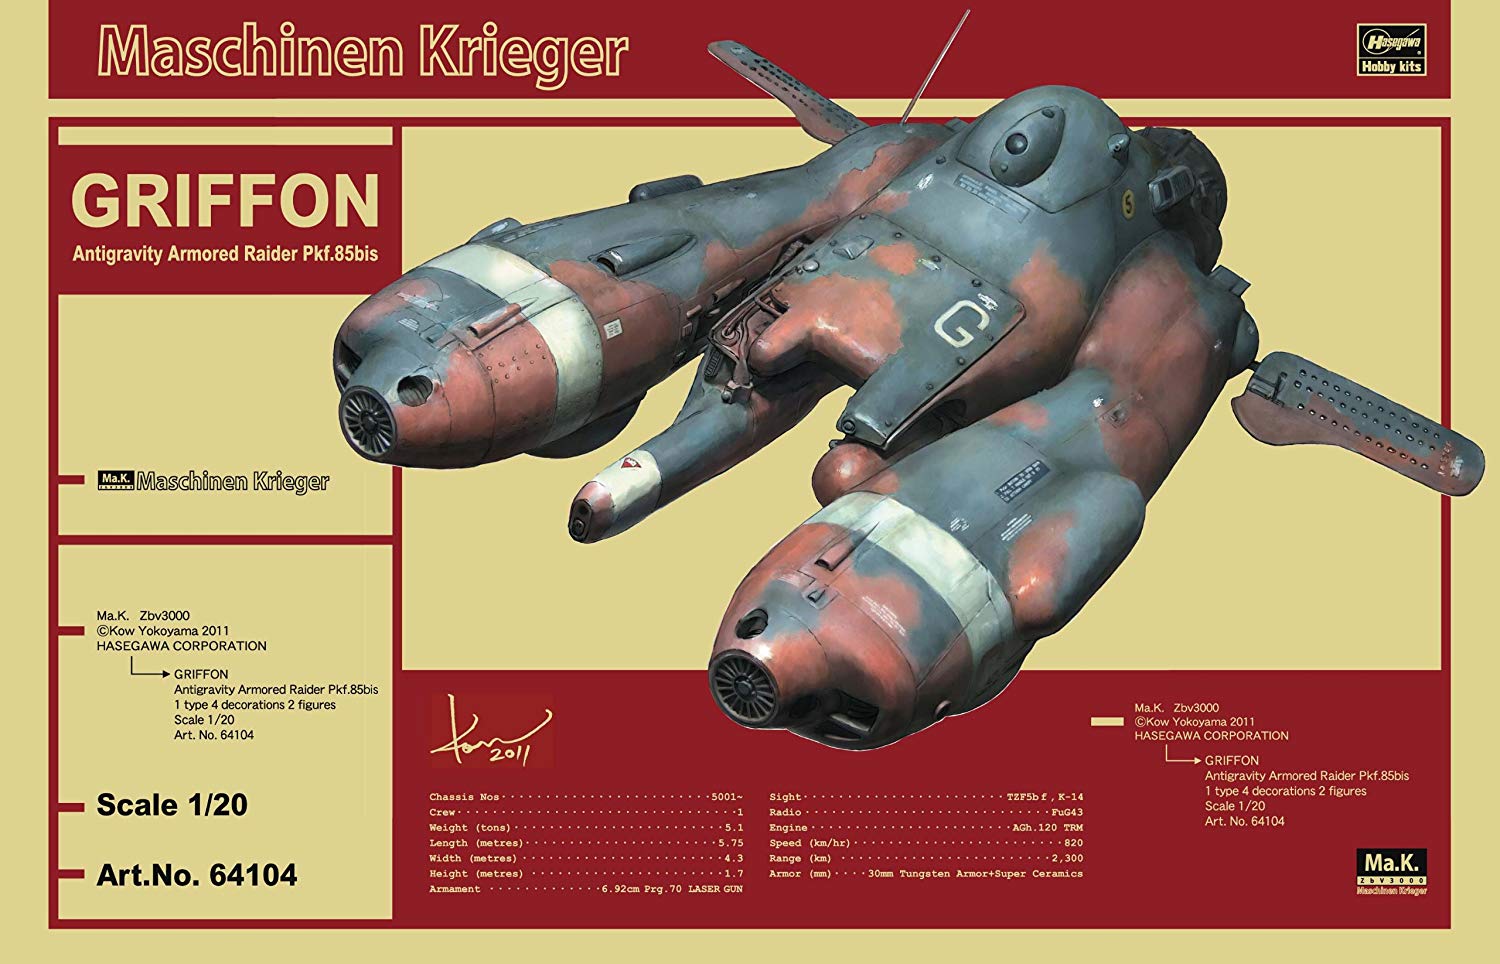 Maschinen Krieger
Hasegawa
Hobby kits
GRIFFON
Antigravity Armored Raider Pkf.85bis
G
5
Ma.K.
Maschinen Krieger
Ma.K. Zbv3000
©Kow Yokoyama 2011
HASEGAWA CORPORATION
GRIFFON
Antigravity Armored Raider Pkf.85bis
1 type 4 decorations 2 figures
Scale 1/20
Art. No. 64104
Scale 1/20
Art.No. 64104
Kow
2011
Chassis Nos························5001~
Crew································1
Weight (tons)························5.1
Length (metres)······················5.75
Width (metres)·······················4.3
Height (metres)······················1.7
Armament·············6.92cm Prg.70 LASER GUN
Sight·······················TZF5bf,K-14
Radio····························FuG43
Engine·······················AGh.120 TRM
Speed (km/hr)························820
Range (km)························2,300
Armor (mm)····30mm Tungsten Armor+Super Ceramics
Ma.K. Zbv3000
©Kow Yokoyama 2011
HASEGAWA CORPORATION
GRIFFON
Antigravity Armored Raider Pkf.85bis
1 type 4 decorations 2 figures
Scale 1/20
Art. No. 64104
Ma.K.
ZbV3000
Maschinen Krieger